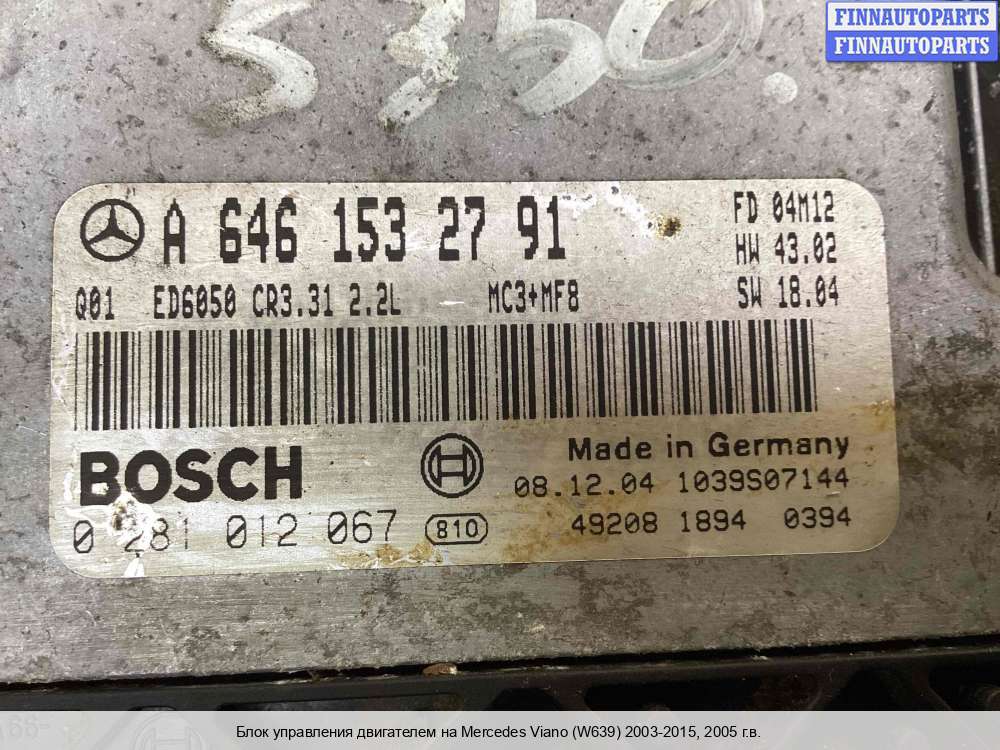 FINNAUTOPARTS
FINNAUTOPARTS
5350.
A 646 153 27 91
FD 04M12
HW 43.02
Q01 ED6050 CR3.31 2.2L MC3+MF8 SW 18.04
BOSCH
Made in Germany
08.12.04 1039S07144
0 281 012 067 810 49208 1894 0394
Блок управления двигателем на Mercedes Viano (W639) 2003-2015, 2005 г.в.